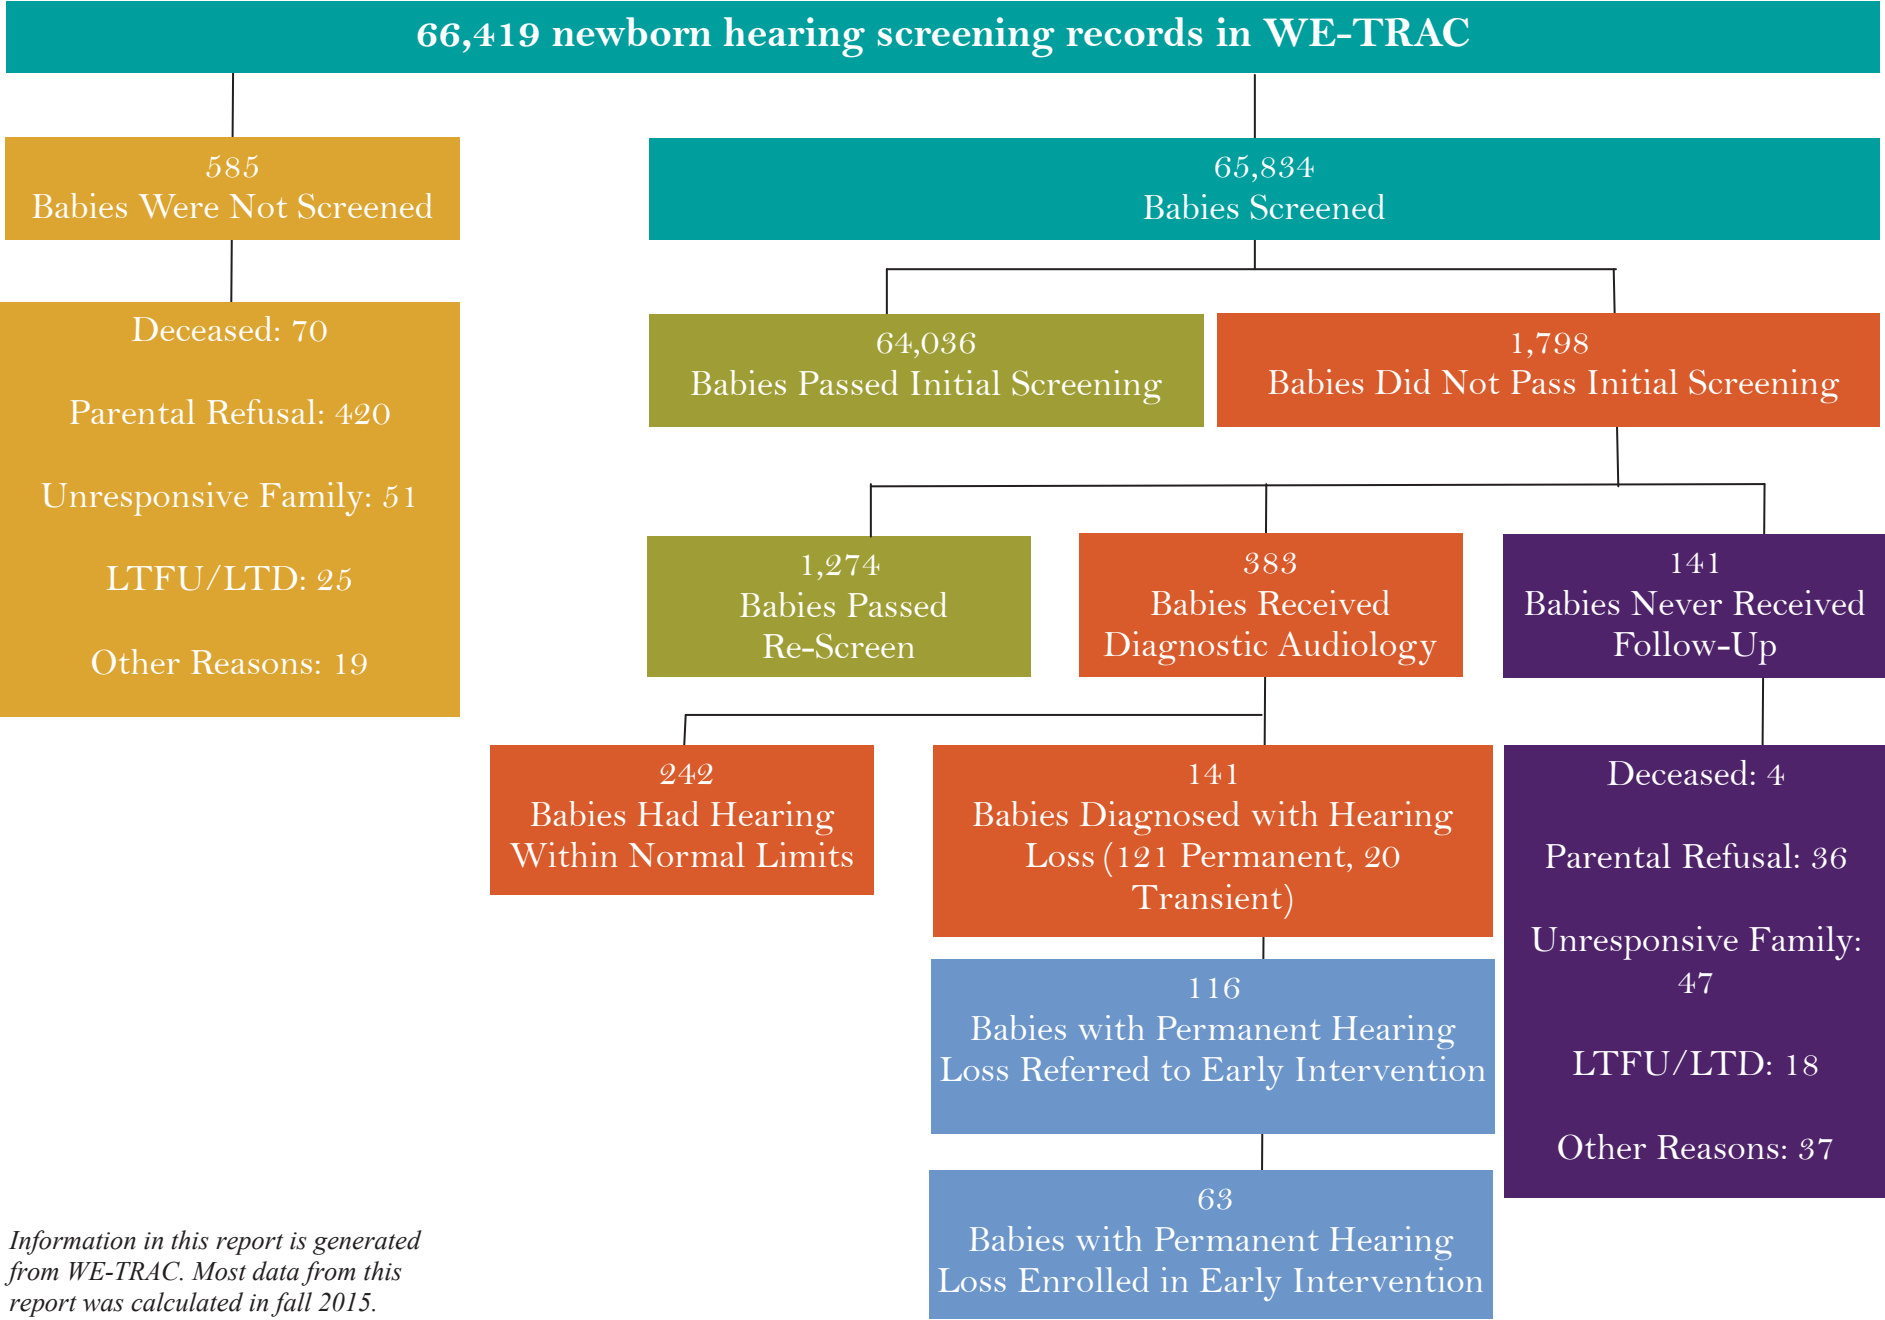 66,419 newborn hearing screening records in WE-TRAC
585
Babies Were Not Screened
65,834
Babies Screened
Deceased: 70
Parental Refusal: 420
Unresponsive Family: 51
LTFU/LTD: 25
Other Reasons: 19
64,036
Babies Passed Initial Screening
1,798
Babies Did Not Pass Initial Screening
1,274
Babies Passed
Re-Screen
383
Babies Received
Diagnostic Audiology
141
Babies Never Received
Follow-Up
242
Babies Had Hearing
Within Normal Limits
141
Babies Diagnosed with Hearing
Loss (121 Permanent, 20
Transient)
Deceased: 4
Parental Refusal: 36
Unresponsive Family:
47
LTFU/LTD: 18
Other Reasons: 37
116
Babies with Permanent Hearing
Loss Referred to Early Intervention
63
Babies with Permanent Hearing
Loss Enrolled in Early Intervention
Information in this report is generated
from WE-TRAC. Most data from this
report was calculated in fall 2015.